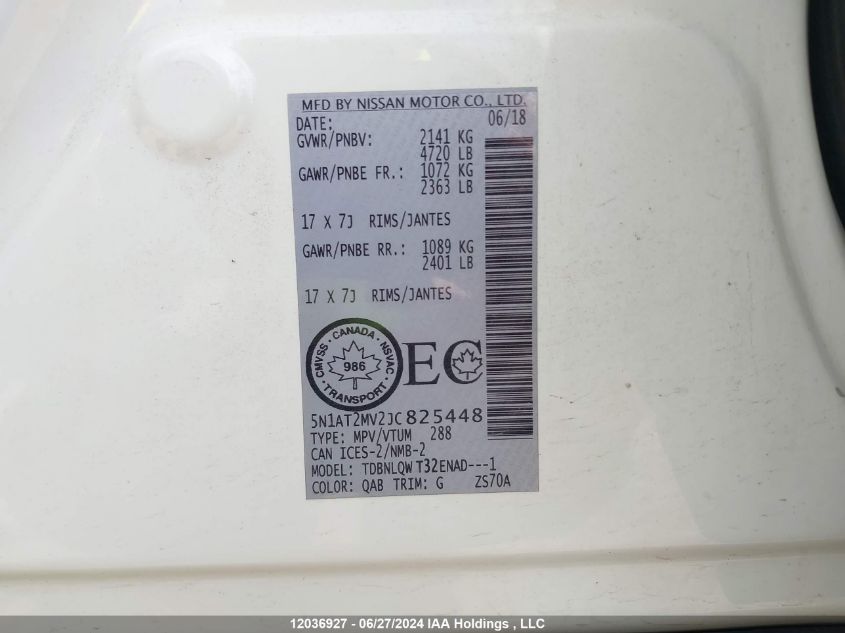 MFD BY NISSAN MOTOR CO., LTD.
DATE: 06/18
GVWR/PNBV: 2141 KG
4720 LB
GAWR/PNBE FR.: 1072 KG
2363 LB
17 X 7J RIMS/JANTES
GAWR/PNBE RR.: 1089 KG
2401 LB
17 X 7J RIMS/JANTES
CMVSS · CANADA · NSVAC · TRANSPORT ·
986
EC
5N1AT2MV2JC825448
TYPE: MPV/VTUM 288
CAN ICES-2/NMB-2
MODEL: TDBNLQW T32ENAD---1
COLOR: QAB TRIM: G ZS70A
12036927 - 06/27/2024 IAA Holdings , LLC/